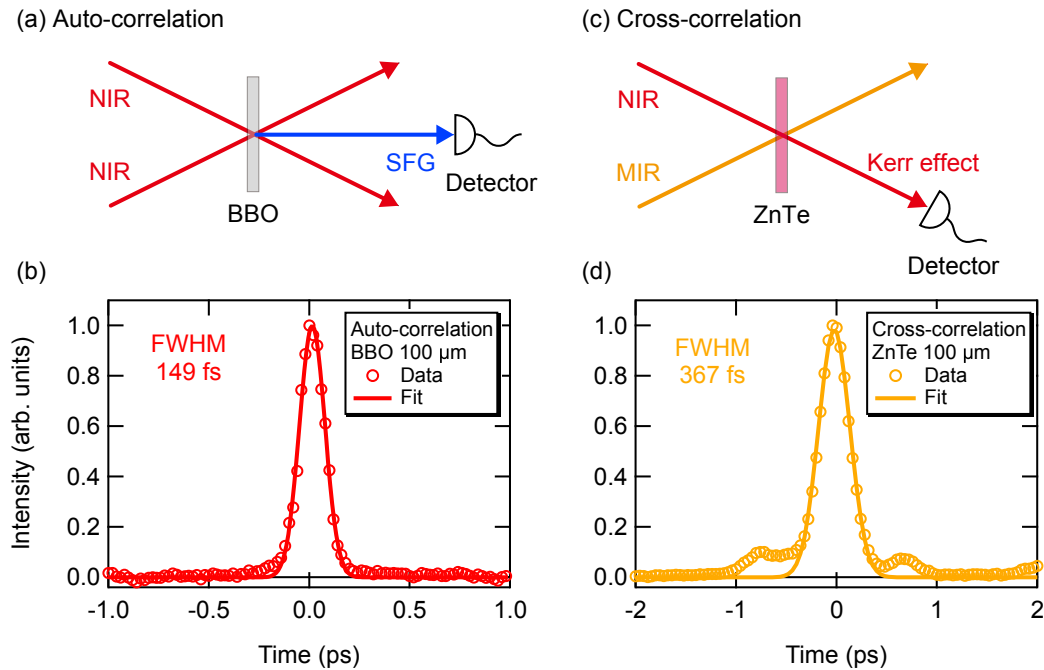 (a) Auto-correlation
NIR
NIR
SFG
BBO
Detector
(c) Cross-correlation
NIR
MIR
Kerr effect
ZnTe
Detector
(b)
Intensity (arb. units)
1.0
0.8
0.6
0.4
0.2
0.0
-1.0 -0.5 0.0 0.5 1.0
Time (ps)
FWHM
149 fs
Auto-correlation
BBO 100 µm
Data
Fit
(d)
1.0
0.8
0.6
0.4
0.2
0.0
-2 -1 0 1 2
Time (ps)
FWHM
367 fs
Cross-correlation
ZnTe 100 µm
Data
Fit